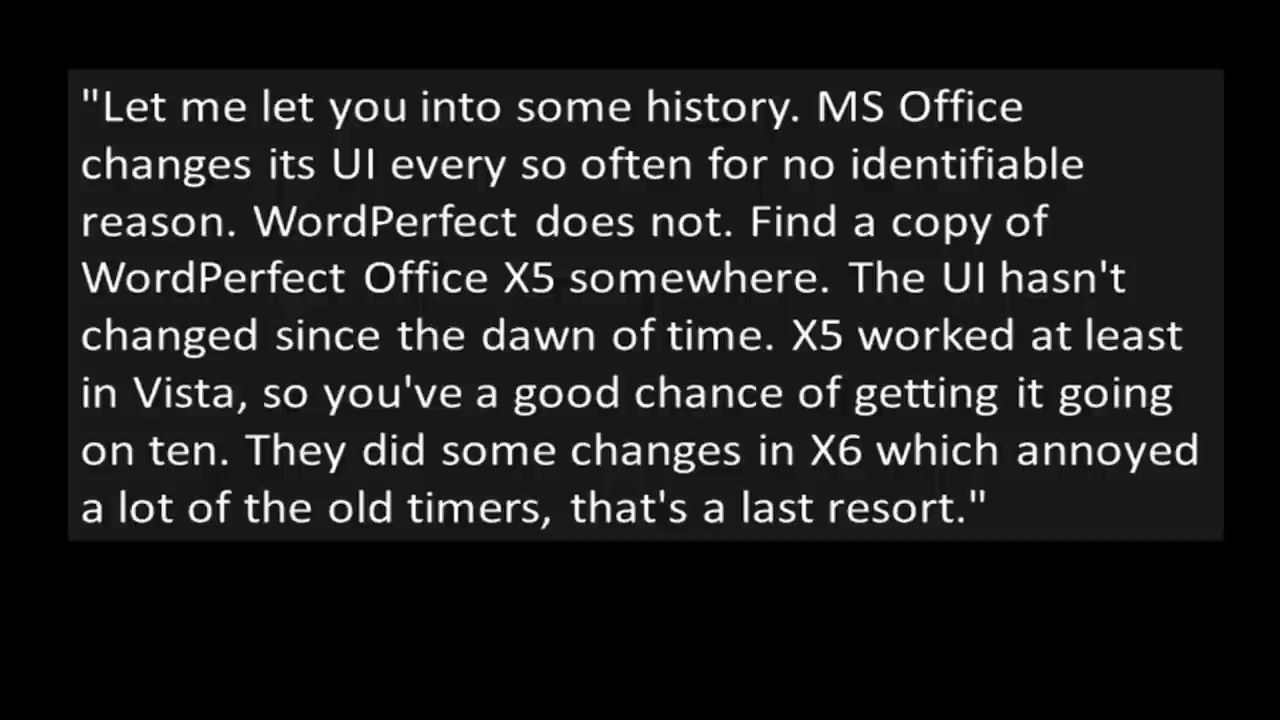 "Let me let you into some history. MS Office
changes its UI every so often for no identifiable
reason. WordPerfect does not. Find a copy of
WordPerfect Office X5 somewhere. The UI hasn't
changed since the dawn of time. X5 worked at least
in Vista, so you've a good chance of getting it going
on ten. They did some changes in X6 which annoyed
a lot of the old timers, that's a last resort."